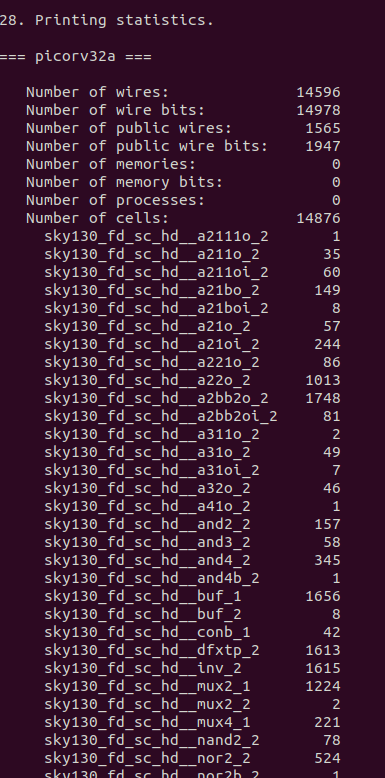 28. Printing statistics.
=== picorv32a ===
Number of wires: 14596
Number of wire bits: 14978
Number of public wires: 1565
Number of public wire bits: 1947
Number of memories: 0
Number of memory bits: 0
Number of processes: 0
Number of cells: 14876
sky130_fd_sc_hd__a2111o_2 1
sky130_fd_sc_hd__a211o_2 35
sky130_fd_sc_hd__a211oi_2 60
sky130_fd_sc_hd__a21bo_2 149
sky130_fd_sc_hd__a21boi_2 8
sky130_fd_sc_hd__a21o_2 57
sky130_fd_sc_hd__a21oi_2 244
sky130_fd_sc_hd__a221o_2 86
sky130_fd_sc_hd__a22o_2 1013
sky130_fd_sc_hd__a2bb2o_2 1748
sky130_fd_sc_hd__a2bb2oi_2 81
sky130_fd_sc_hd__a311o_2 2
sky130_fd_sc_hd__a31o_2 49
sky130_fd_sc_hd__a31oi_2 7
sky130_fd_sc_hd__a32o_2 46
sky130_fd_sc_hd__a41o_2 1
sky130_fd_sc_hd__and2_2 157
sky130_fd_sc_hd__and3_2 58
sky130_fd_sc_hd__and4_2 345
sky130_fd_sc_hd__and4b_2 1
sky130_fd_sc_hd__buf_1 1656
sky130_fd_sc_hd__buf_2 8
sky130_fd_sc_hd__conb_1 42
sky130_fd_sc_hd__dfxtp_2 1613
sky130_fd_sc_hd__inv_2 1615
sky130_fd_sc_hd__mux2_1 1224
sky130_fd_sc_hd__mux2_2 2
sky130_fd_sc_hd__mux4_1 221
sky130_fd_sc_hd__nand2_2 78
sky130_fd_sc_hd__nor2_2 524
sky130_fd_sc_hd__nor2b_2 1